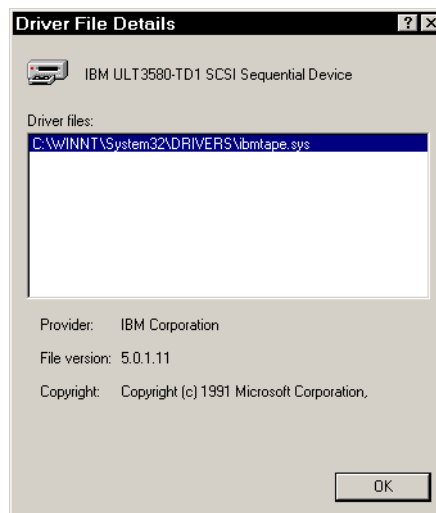 Driver File Details
IBM ULT3580-TD1 SCSI Sequential Device
Driver files:
C:\WINNT\System32\DRIVERS\ibmtape.sys
Provider: IBM Corporation
File version: 5.0.1.11
Copyright: Copyright (c) 1991 Microsoft Corporation,
OK